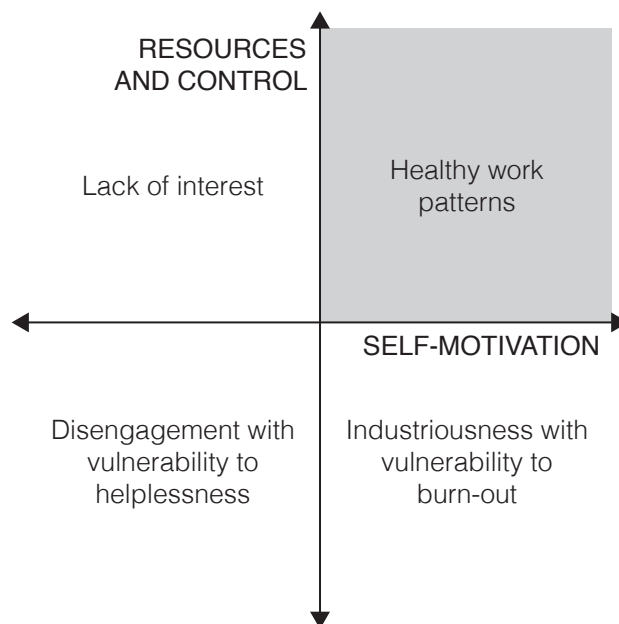 RESOURCES
AND CONTROL
Lack of interest
Healthy work
patterns
SELF-MOTIVATION
Disengagement with
vulnerability to
helplessness
Industriousness with
vulnerability to
burn-out